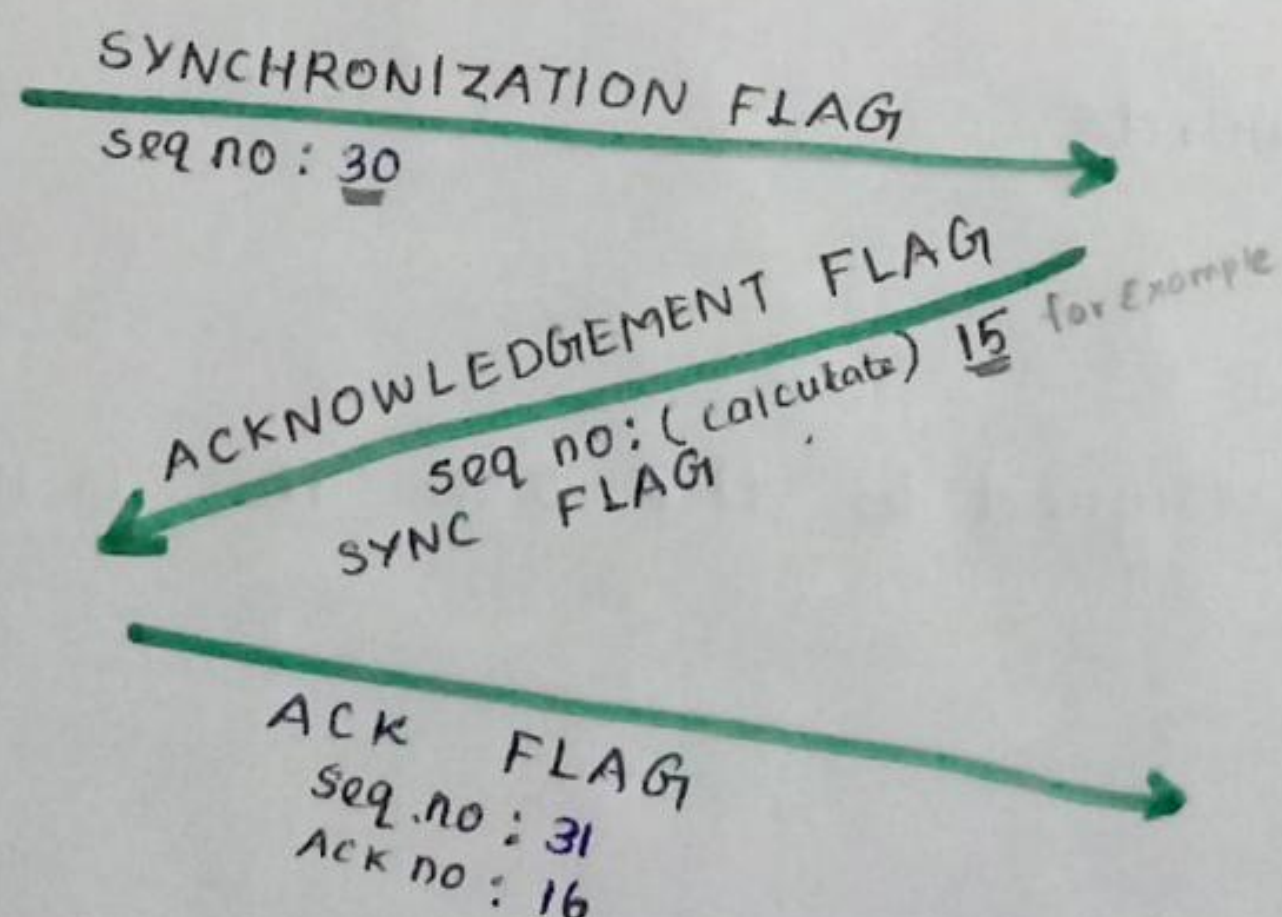 SYNCHRONIZATION FLAG
seq no : 30
ACKNOWLEDGEMENT FLAG
seq no : (calculate) 15 for Example
SYNC FLAG
ACK FLAG
seq .no : 31
ACK no : 16